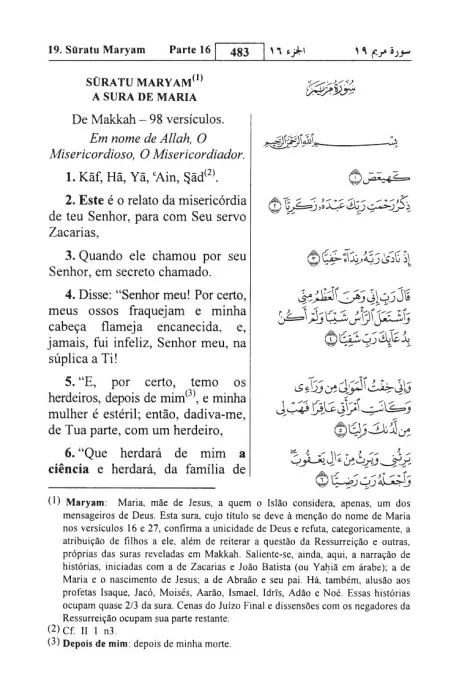 19. Sūratu Maryam Parte 16 483 الجزء ١٦ سورة مريم ١٩
SŪRATU MARYAM(1)
A SURA DE MARIA
De Makkah – 98 versículos.
Em nome de Allah, O
Misericordioso, O Misericordiador.
1. Kāf, Hā, Yā, ‘Ain, Ṣād(2).
2. Este é o relato da misericórdia
de teu Senhor, para com Seu servo
Zacarias,
3. Quando ele chamou por seu
Senhor, em secreto chamado.
4. Disse: “Senhor meu! Por certo,
meus ossos fraquejam e minha
cabeça flameja encanecida, e,
jamais, fui infeliz, Senhor meu, na
súplica a Ti!
5. “E, por certo, temo os
herdeiros, depois de mim(3), e minha
mulher é estéril; então, dadiva-me,
de Tua parte, com um herdeiro,
6. “Que herdará de mim a
ciência e herdará, da família de
سُورَةُ مَرْيَمَ
بِسْمِ اللَّهِ الرَّحْمَٰنِ الرَّحِيمِ
كٓهيعٓصٓ ١
ذِكْرُ رَحْمَتِ رَبِّكَ عَبْدَهُۥ زَكَرِيَّآ ٢
إِذْ نَادَىٰ رَبَّهُۥ نِدَآءً خَفِيًّا ٣
قَالَ رَبِّ إِنِّى وَهَنَ ٱلْعَظْمُ مِنِّى
وَٱشْتَعَلَ ٱلرَّأْسُ شَيْبًا وَلَمْ أَكُنۢ
بِدُعَآئِكَ رَبِّ شَقِيًّا ٤
وَإِنِّى خِفْتُ ٱلْمَوَٰلِىَ مِن وَرَآءِى
وَكَانَتِ ٱمْرَأَتِى عَاقِرًا فَهَبْ لِى
مِن لَّدُنكَ وَلِيًّا ٥
يَرِثُنِى وَيَرِثُ مِنْ ءَالِ يَعْقُوبَ
وَٱجْعَلْهُ رَبِّ رَضِيًّا ٦
(1) Maryam: Maria, mãe de Jesus, a quem o Islão considera, apenas, um dos
mensageiros de Deus. Esta sura, cujo título se deve à menção do nome de Maria
nos versículos 16 e 27, confirma a unicidade de Deus e refuta, categoricamente, a
atribuição de filhos a ele, além de reiterar a questão da Ressurreição e outras,
próprias das suras reveladas em Makkah. Saliente-se, ainda, aqui, a narração de
histórias, iniciadas com a de Zacarias e João Batista (ou Yaḥiā em árabe); a de
Maria e o nascimento de Jesus; a de Abraão e seu pai. Há, também, alusão aos
profetas Isaque, Jacó, Moisés, Aarão, Ismael, Idrīs, Adão e Noé. Essas histórias
ocupam quase 2/3 da sura. Cenas do Juízo Final e dissensões com os negadores da
Ressurreição ocupam sua parte restante.
(2) Cf. II 1 n3.
(3) Depois de mim: depois de minha morte.